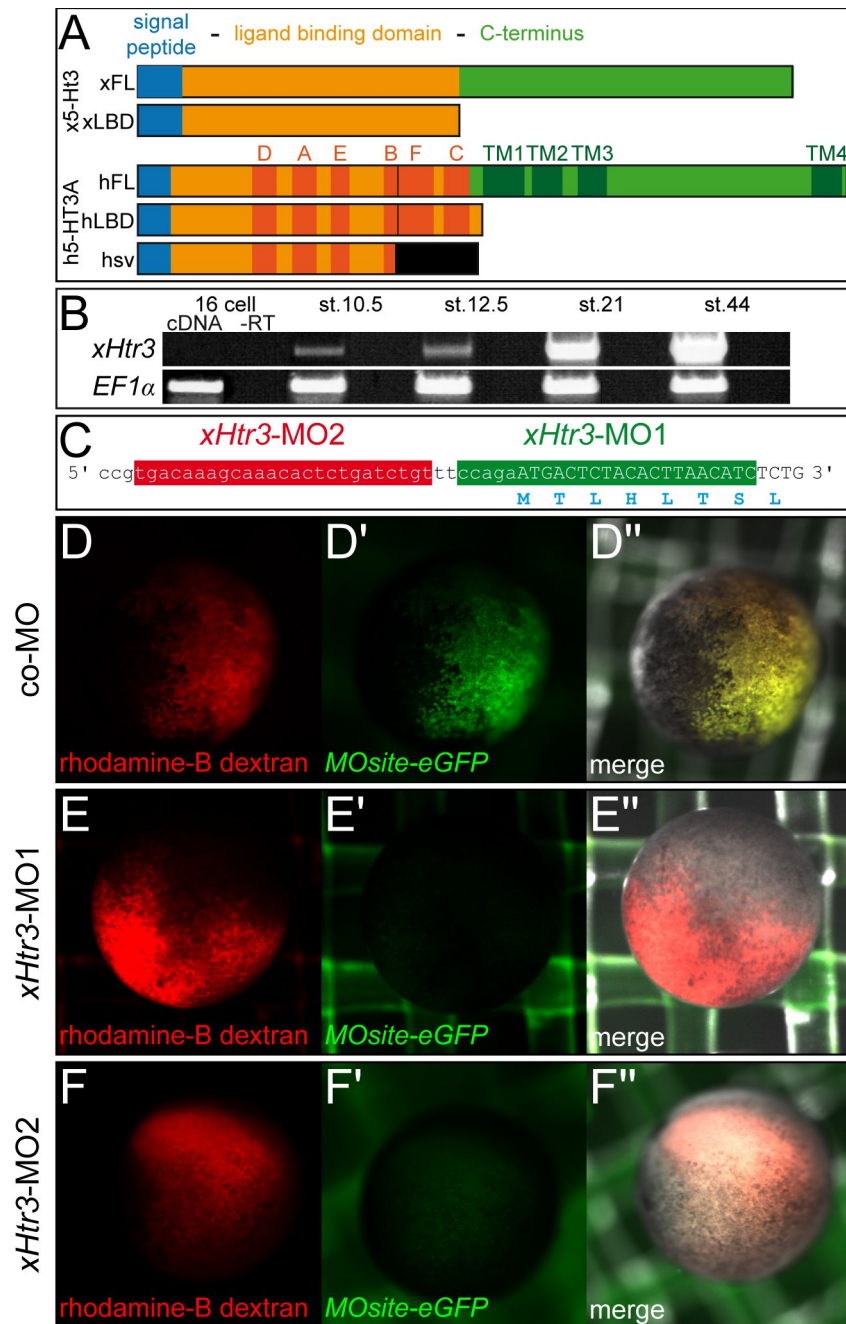 A
signal peptide - ligand binding domain - C-terminus
x5-Ht3
xFL
xLBD
D A E B F C TM1 TM2 TM3 TM4
h5-HT3A
hFL
hLBD
hsv
B
16 cell st.10.5 st.12.5 st.21 st.44
cDNA -RT
xHtr3
EF1α
C
xHtr3-MO2 xHtr3-MO1
5' ccgtgacaaagcaaacactctgatctgtttccagaATGACTCTACACTTAACATCTCTG 3'
M T L H L T S L
co-MO
D D' D"
rhodamine-B dextran MOsite-eGFP merge
xHtr3-MO1
E E' E"
rhodamine-B dextran MOsite-eGFP merge
xHtr3-MO2
F F' F"
rhodamine-B dextran MOsite-eGFP merge